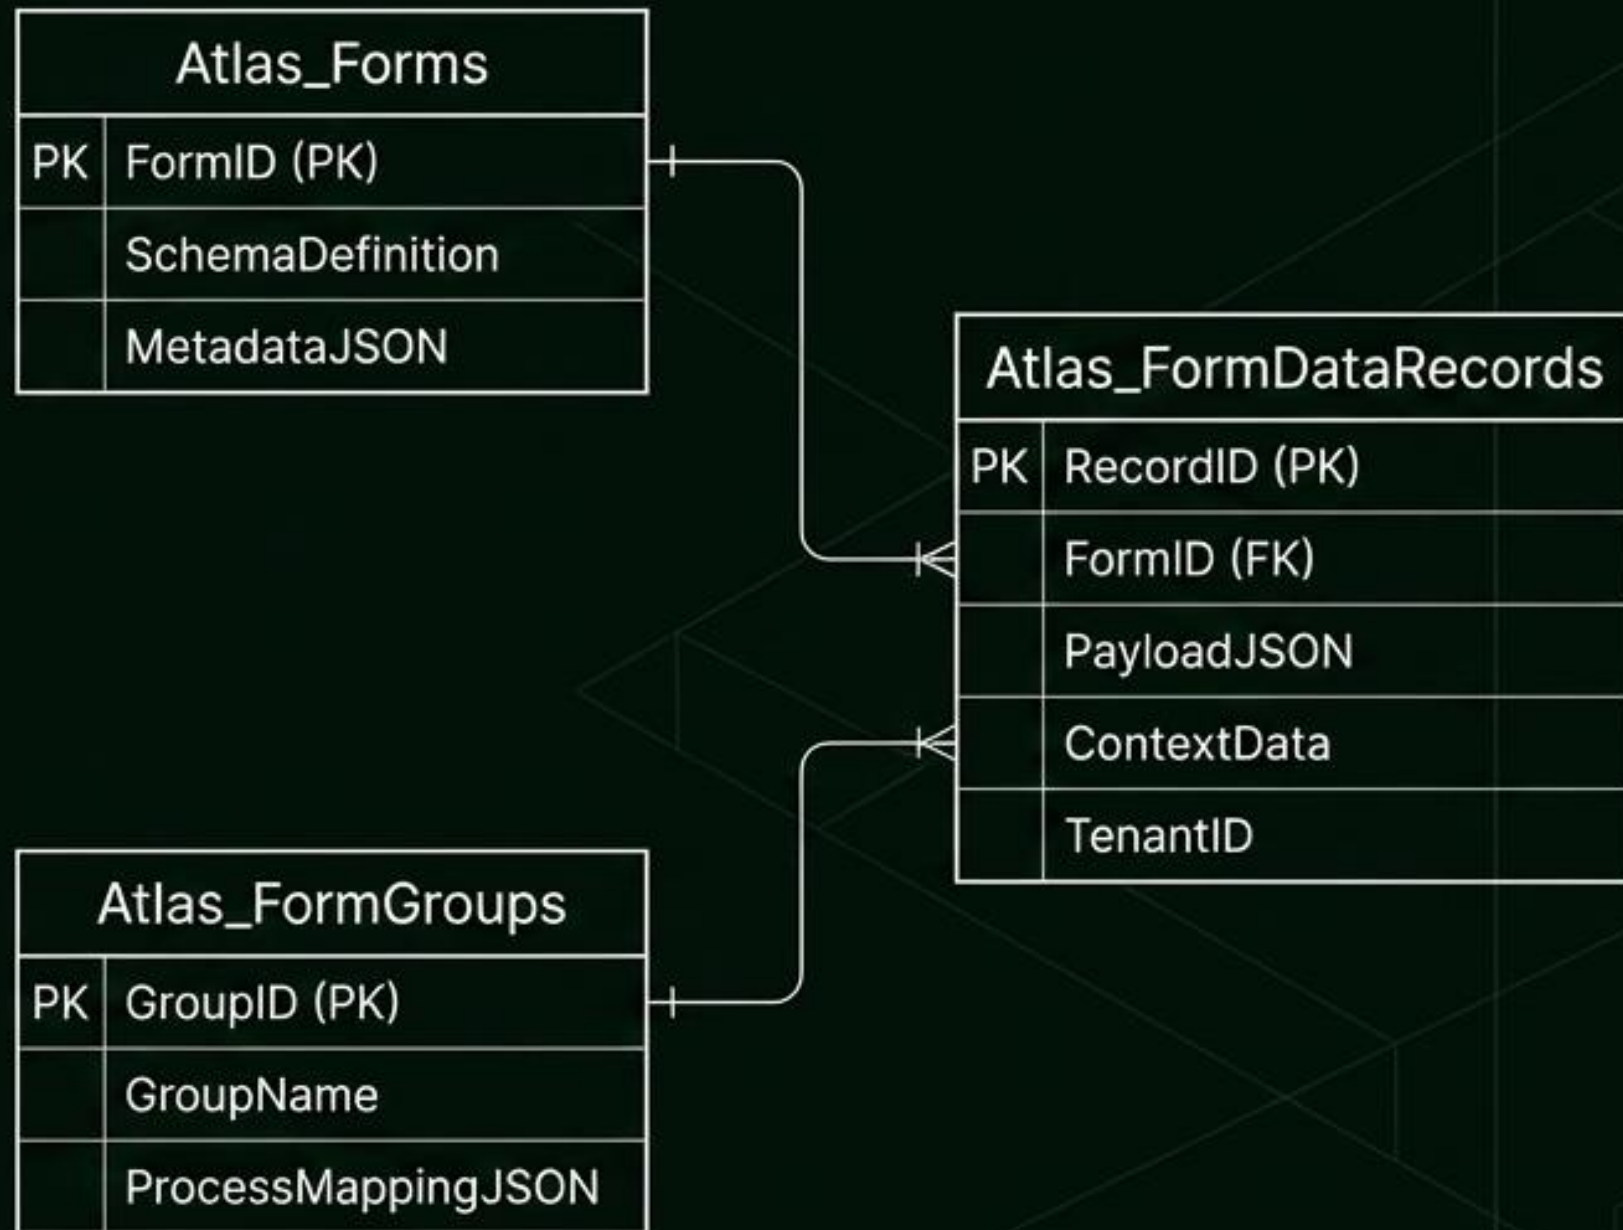 Atlas_Forms
PK FormID (PK)
SchemaDefinition
MetadataJSON
Atlas_FormDataRecords
PK RecordID (PK)
FormID (FK)
PayloadJSON
ContextData
TenantID
Atlas_FormGroups
PK GroupID (PK)
GroupName
ProcessMappingJSON